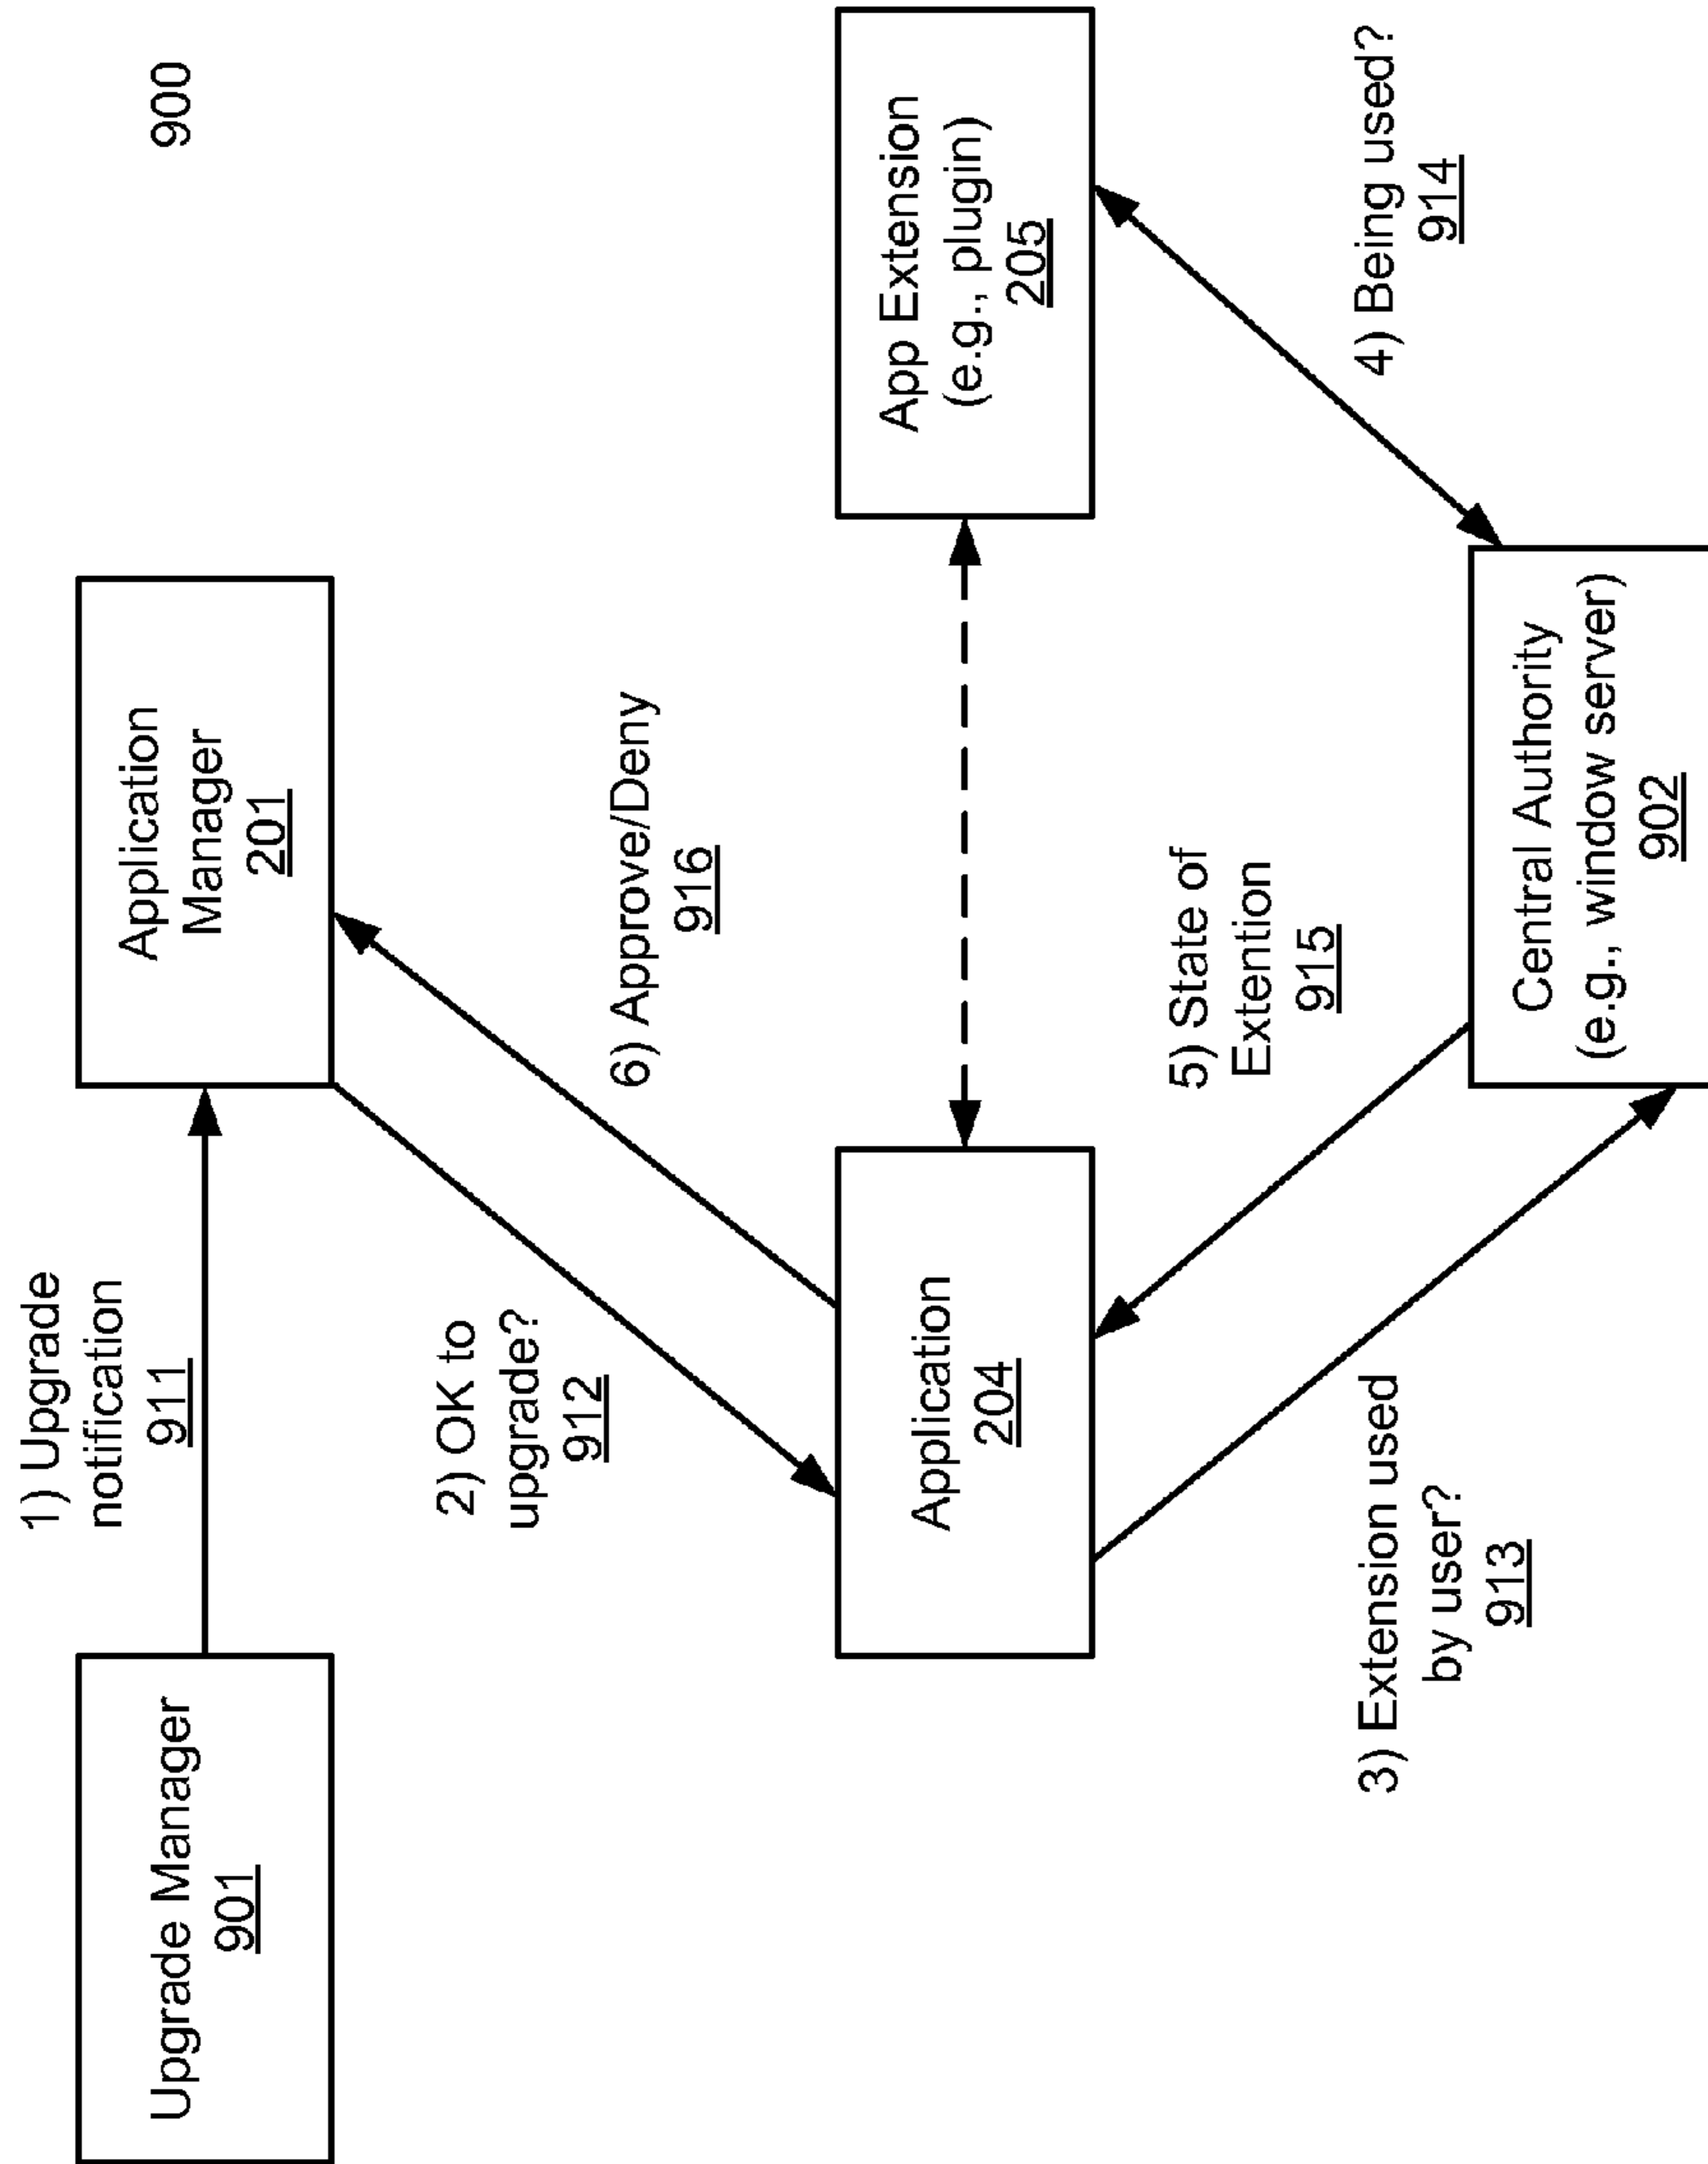 900
1) Upgrade
notification
911
Upgrade Manager
901
Application
Manager
201
2) OK to
upgrade?
912
6) Approve/Deny
916
Application
204
App Extension
(e.g., plugin)
205
3) Extension used
by user?
913
5) State of
Extention
915
4) Being used?
914
Central Authority
(e.g., window server)
902